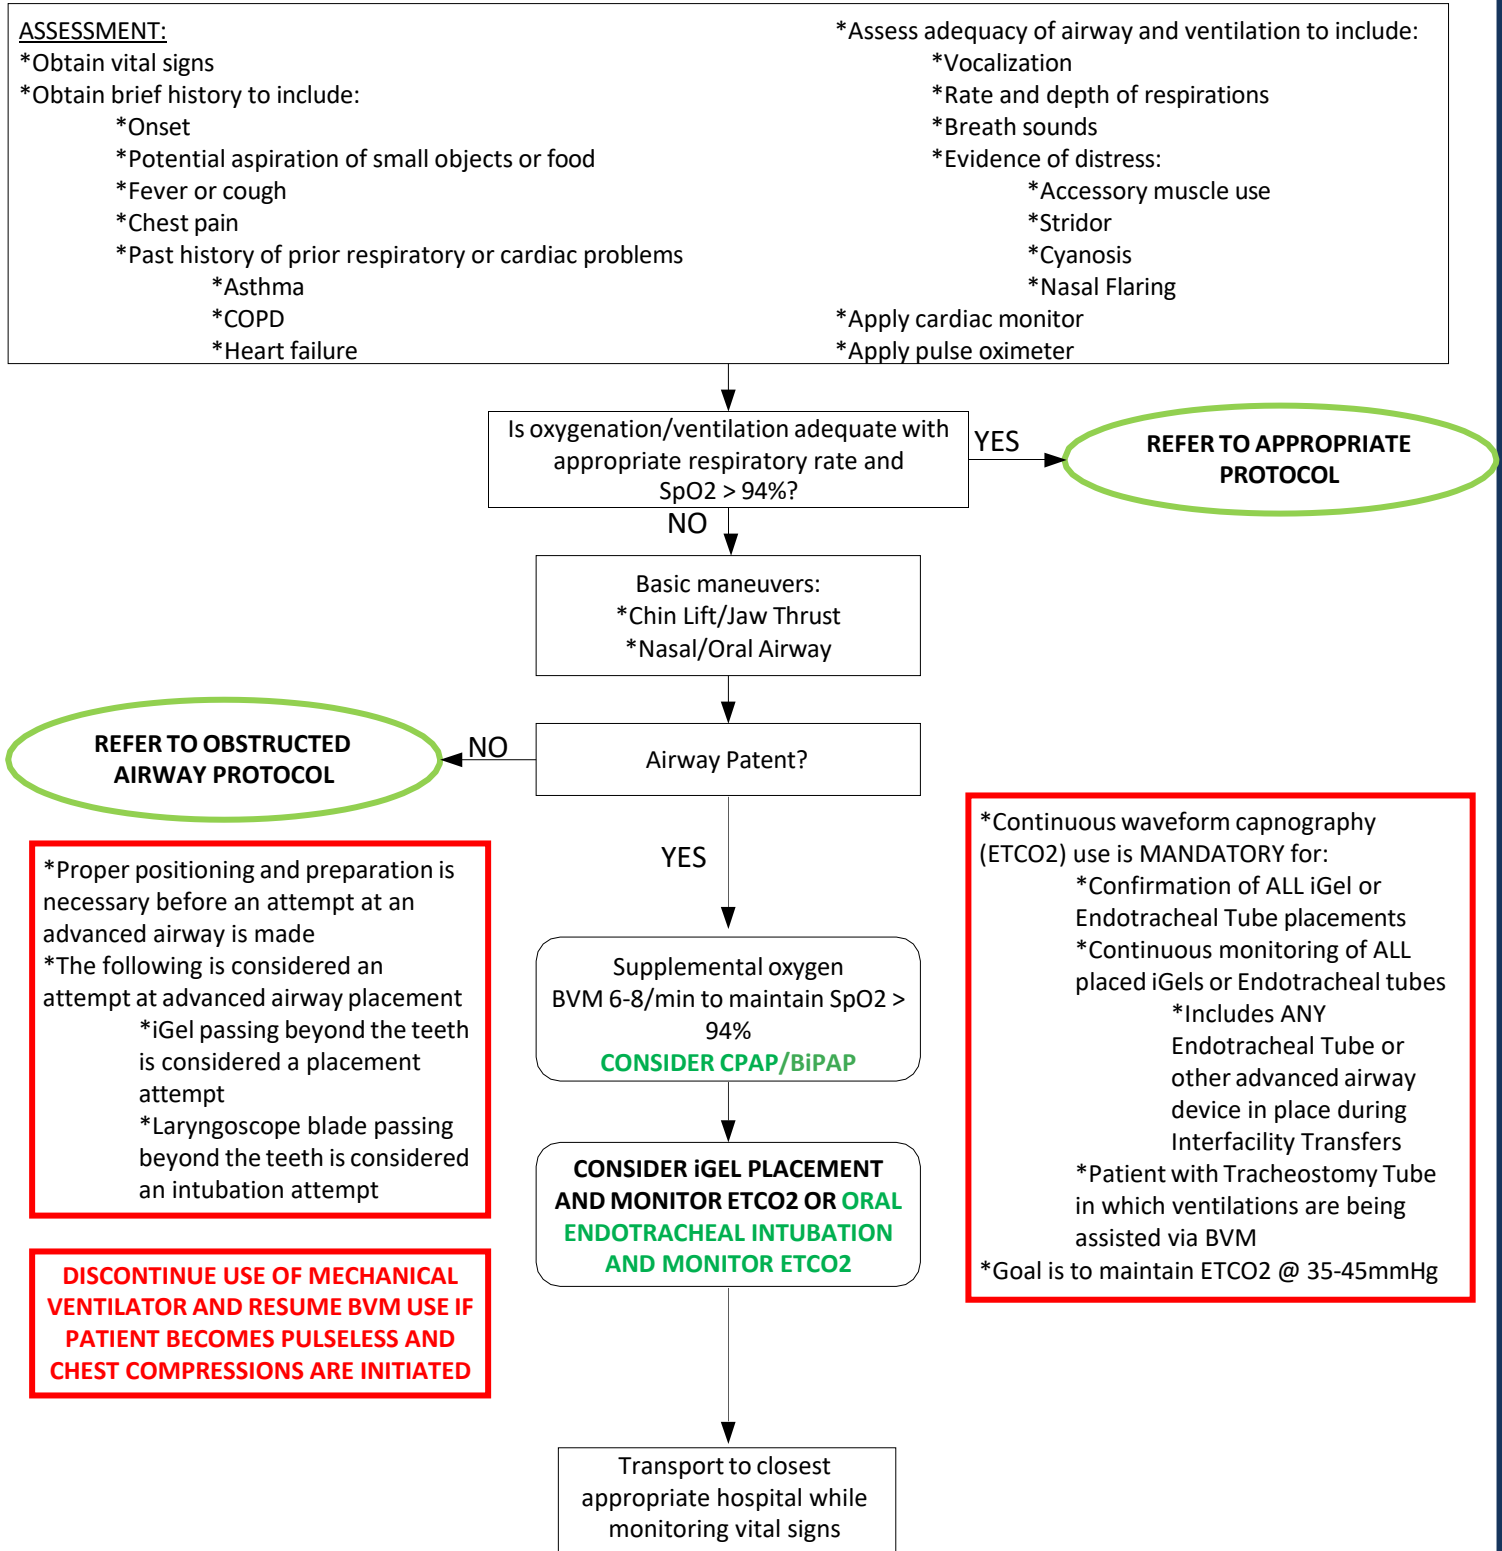 ASSESSMENT:
*Obtain vital signs
*Obtain brief history to include:
*Onset
*Potential aspiration of small objects or food
*Fever or cough
*Chest pain
*Past history of prior respiratory or cardiac problems
*Asthma
*COPD
*Heart failure
*Assess adequacy of airway and ventilation to include:
*Vocalization
*Rate and depth of respirations
*Breath sounds
*Evidence of distress:
*Accessory muscle use
*Stridor
*Cyanosis
*Nasal Flaring
*Apply cardiac monitor
*Apply pulse oximeter
Is oxygenation/ventilation adequate with
appropriate respiratory rate and
SpO2 > 94%?
YES
REFER TO APPROPRIATE
PROTOCOL
NO
Basic maneuvers:
*Chin Lift/Jaw Thrust
*Nasal/Oral Airway
Airway Patent?
NO
REFER TO OBSTRUCTED
AIRWAY PROTOCOL
YES
*Proper positioning and preparation is
necessary before an attempt at an
advanced airway is made
*The following is considered an
attempt at advanced airway placement
*iGel passing beyond the teeth
is considered a placement
attempt
*Laryngoscope blade passing
beyond the teeth is considered
an intubation attempt
DISCONTINUE USE OF MECHANICAL
VENTILATOR AND RESUME BVM USE IF
PATIENT BECOMES PULSELESS AND
CHEST COMPRESSIONS ARE INITIATED
Supplemental oxygen
BVM 6-8/min to maintain SpO2 >
94%
CONSIDER CPAP/BiPAP
CONSIDER iGEL PLACEMENT
AND MONITOR ETCO2 OR ORAL
ENDOTRACHEAL INTUBATION
AND MONITOR ETCO2
*Continuous waveform capnography
(ETCO2) use is MANDATORY for:
*Confirmation of ALL iGel or
Endotracheal Tube placements
*Continuous monitoring of ALL
placed iGels or Endotracheal tubes
*Includes ANY
Endotracheal Tube or
other advanced airway
device in place during
Interfacility Transfers
*Patient with Tracheostomy Tube
in which ventilations are being
assisted via BVM
*Goal is to maintain ETCO2 @ 35-45mmHg
Transport to closest
appropriate hospital while
monitoring vital signs